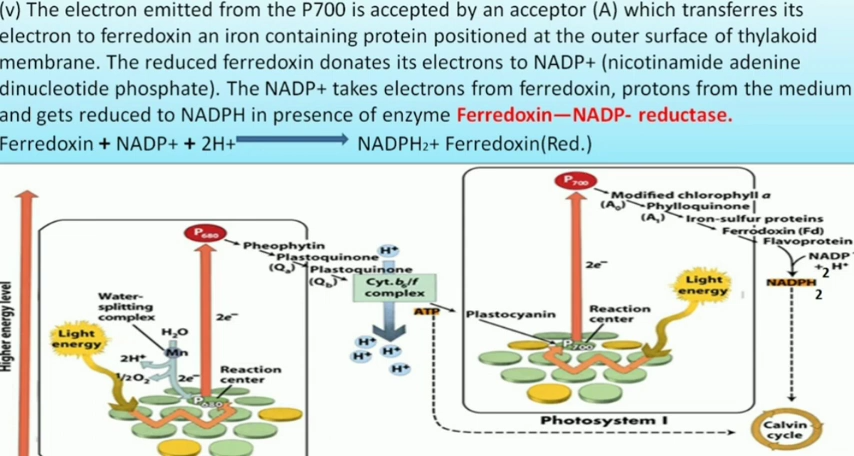 (v) The electron emitted from the P700 is accepted by an acceptor (A) which transferres its
electron to ferredoxin an iron containing protein positioned at the outer surface of thylakoid
membrane. The reduced ferredoxin donates its electrons to NADP+ (nicotinamide adenine
dinucleotide phosphate). The NADP+ takes electrons from ferredoxin, protons from the medium
and gets reduced to NADPH in presence of enzyme Ferredoxin—NADP- reductase.
Ferredoxin + NADP+ + 2H+ NADPH2+ Ferredoxin(Red.)
Higher energy level
Light
energy
Water-
splitting
complex
H2O
Mn
2H+
1/2O2
2e-
P680
2e-
P680
Reaction
center
Pheophytin
Plastoquinone
(Qa) Plastoquinone
(Qb)
H+
Cyt.b6/f
complex
H+
H+
H+
H+
ATP
Plastocyanin
P700
2e-
P700
Reaction
center
Light
energy
Modified chlorophyll a
(A0) Phylloquinone
(A1) Iron-sulfur proteins
Ferrodoxin (Fd)
Flavoprotein
NADP
+2H+
NADPH
2
Photosystem I
Calvin
cycle